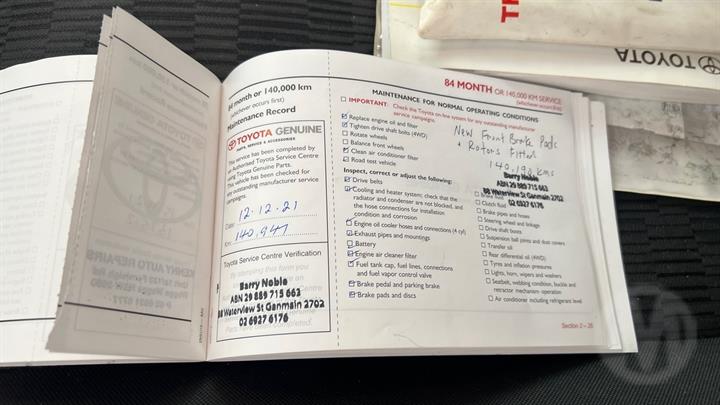 TOYOTA
84 month or 140,000 km
(whichever occurs first)
Maintenance Record
TOYOTA GENUINE
PARTS, SERVICE & ACCESSORIES
This service has been completed by
an Authorised Toyota Service Centre
using Toyota Genuine Parts.
This vehicle has been checked for
any outstanding manufacturer service
campaigns.
Date 12.12.21
Km 140,947
Toyota Service Centre Verification
Barry Noble
ABN 29 889 715 663
88 Waterview St Ganmain 2702
02 6927 6176
84 MONTH OR 140,000 KM SERVICE
(whichever occurs first)
MAINTENANCE FOR NORMAL OPERATING CONDITIONS
IMPORTANT: Check the Toyota on-line system for any outstanding manufacturer
service campaigns.
Replace engine oil and filter
Tighten drive shaft bolts (4WD)
Rotate wheels
Balance front wheels
Clean air conditioner filter
Road test vehicle
New Front Brake Pads
+ Rotors Fitted
kms
Barry Noble
ABN 29 889 715 663
88 Waterview St Ganmain 2702
02 6927 6176
Inspect, correct or adjust the following:
Drive belts
Cooling and heater system; check that the
radiator and condenser are not blocked, and
the hose connections for installation
condition and corrosion
Engine oil cooler hoses and connections (4 cyl)
Exhaust pipes and mountings
Battery
Engine air cleaner filter
Fuel tank cap, fuel lines, connections
and fuel vapor control valve
Brake pedal and parking brake
Brake pads and discs
Brake fluid
Clutch fluid
Brake pipes and hoses
Steering wheel and linkage
Drive shaft boots
Suspension ball joints and dust covers
Transfer oil
Rear differential oil (4WD)
Tyres and inflation pressures
Lights, horn, wipers and washers
Seatbelt, webbing condition, buckle and
retractor mechanism operation
Air conditioner including refrigerant level
Section 2 – 28